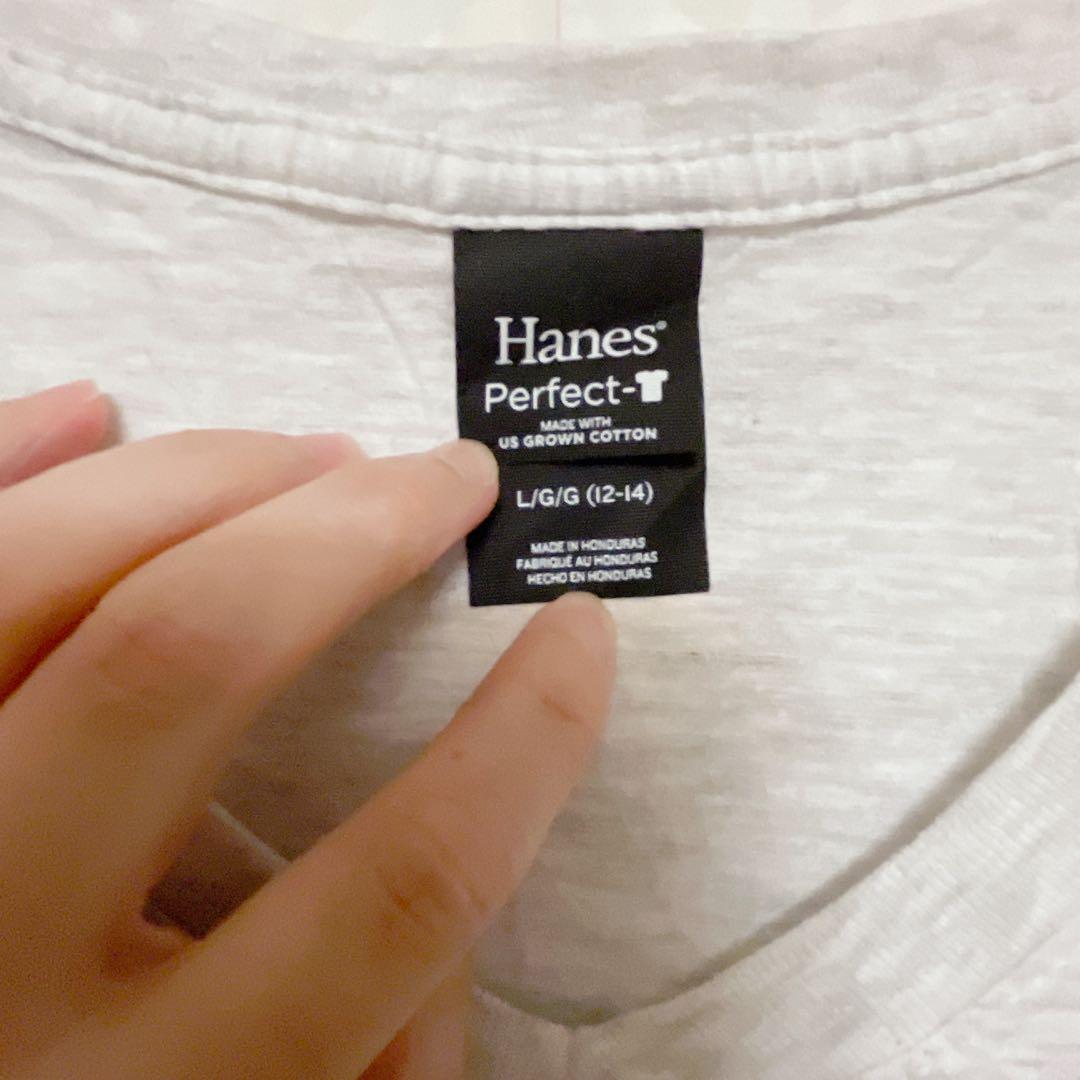 Hanes®
Perfect-T
MADE WITH
US GROWN COTTON
L/G/G (12-14)
MADE IN HONDURAS
FABRIQUÉ AU HONDURAS
HECHO EN HONDURAS